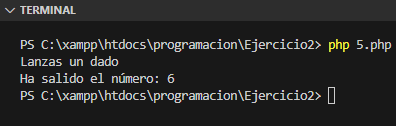 TERMINAL
PS C:\xampp\htdocs\programacion\Ejercicio2> php 5.php
Lanzas un dado
Ha salido el número: 6
PS C:\xampp\htdocs\programacion\Ejercicio2>